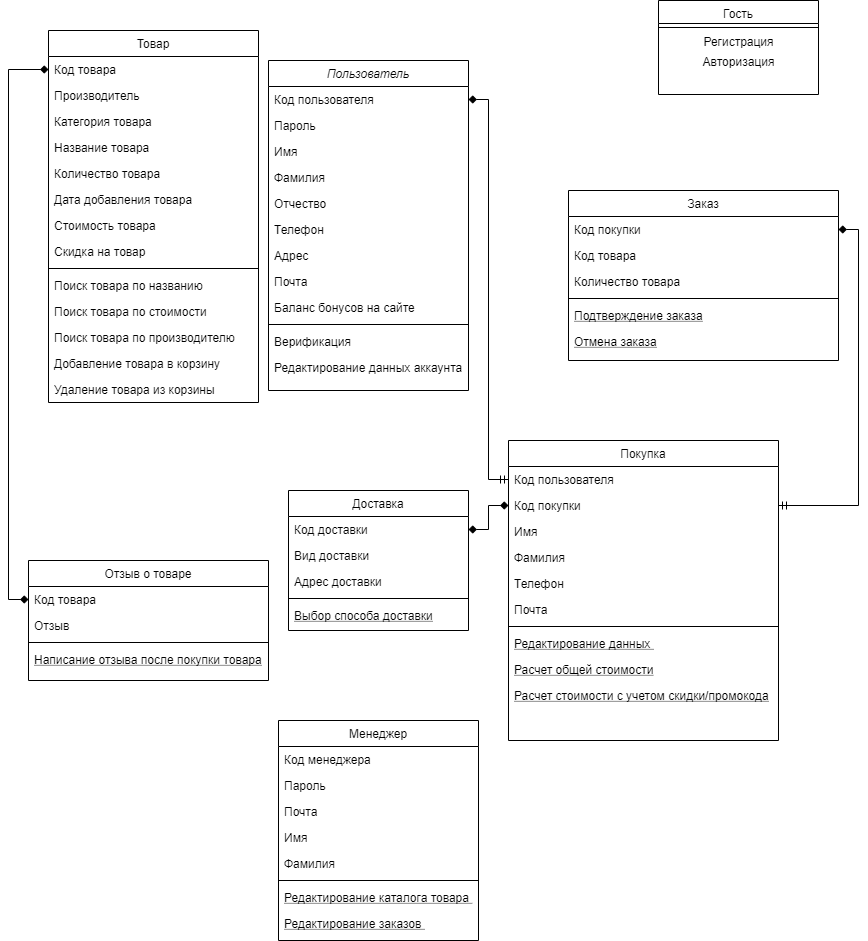 Товар
Код товара
Производитель
Категория товара
Название товара
Количество товара
Дата добавления товара
Стоимость товара
Скидка на товар
Поиск товара по названию
Поиск товара по стоимости
Поиск товара по производителю
Добавление товара в корзину
Удаление товара из корзины
Пользователь
Код пользователя
Пароль
Имя
Фамилия
Отчество
Телефон
Адрес
Почта
Баланс бонусов на сайте
Верификация
Редактирование данных аккаунта
Гость
Регистрация
Авторизация
Заказ
Код покупки
Код товара
Количество товара
Подтверждение заказа
Отмена заказа
Покупка
Код пользователя
Код покупки
Имя
Фамилия
Телефон
Почта
Редактирование данных
Расчет общей стоимости
Расчет стоимости с учетом скидки/промокода
Доставка
Код доставки
Вид доставки
Адрес доставки
Выбор способа доставки
Отзыв о товаре
Код товара
Отзыв
Написание отзыва после покупки товара
Менеджер
Код менеджера
Пароль
Почта
Имя
Фамилия
Редактирование каталога товара
Редактирование заказов